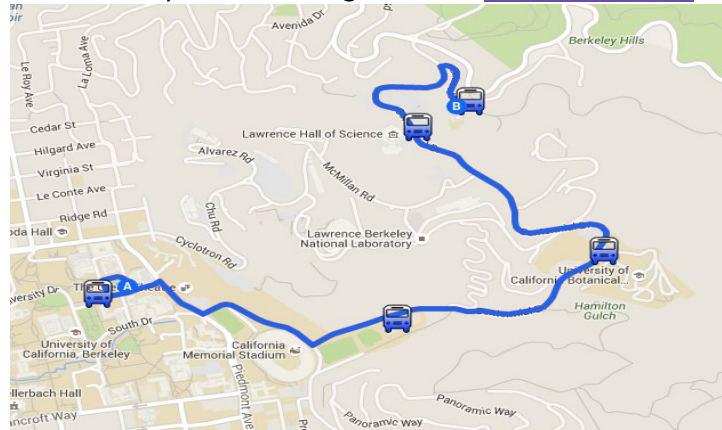 Avenida Dr
Berkeley Hills
Le Roy Ave
La Loma Ave
Cedar St
Hilgard Ave
Virginia St
Le Conte Ave
Ridge Rd
Alvarez Rd
Lawrence Hall of Science
McMillan Rd
Chu Rd
Cyclotron Rd
Lawrence Berkeley
National Laboratory
B
A
South Dr
University of
California, Berkeley
California
Memorial Stadium
Piedmont Ave
University of
California Botanical...
Hamilton
Gulch
Panoramic Way
Panoramic Way